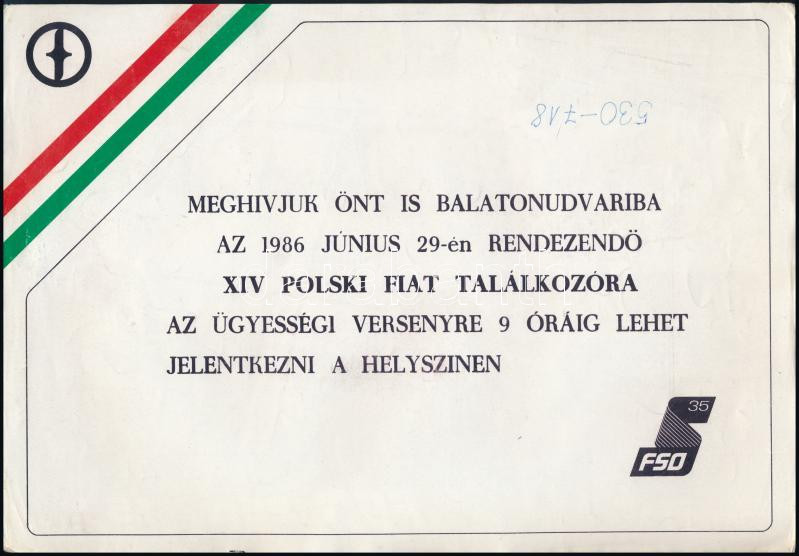 530-718
MEGHIVJUK ÖNT IS BALATONUDVARIBA
AZ 1986 JÚNIUS 29-én RENDEZENDÖ
XIV POLSKI FIAT TALÁLKOZÓRA
AZ ÜGYESSÉGI VERSENYRE 9 ÓRÁIG LEHET
JELENTKEZNI A HELYSZINEN
35
FSO